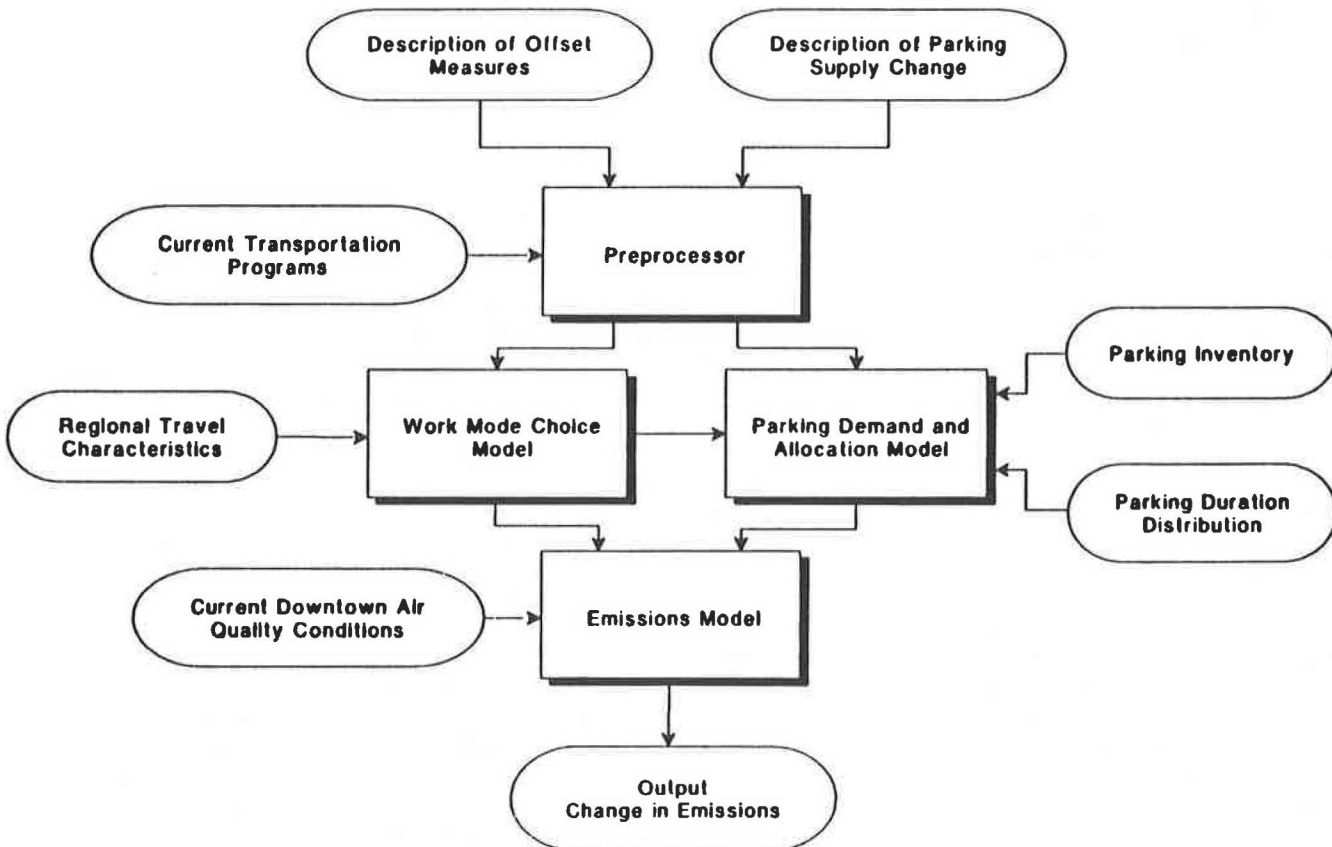 Description of Offset
Measures
Description of Parking
Supply Change
Current Transportation
Programs
Preprocessor
Parking Inventory
Regional Travel
Characteristics
Work Mode Choice
Model
Parking Demand and
Allocation Model
Parking Duration
Distribution
Current Downtown Air
Quality Conditions
Emissions Model
Output
Change in Emissions